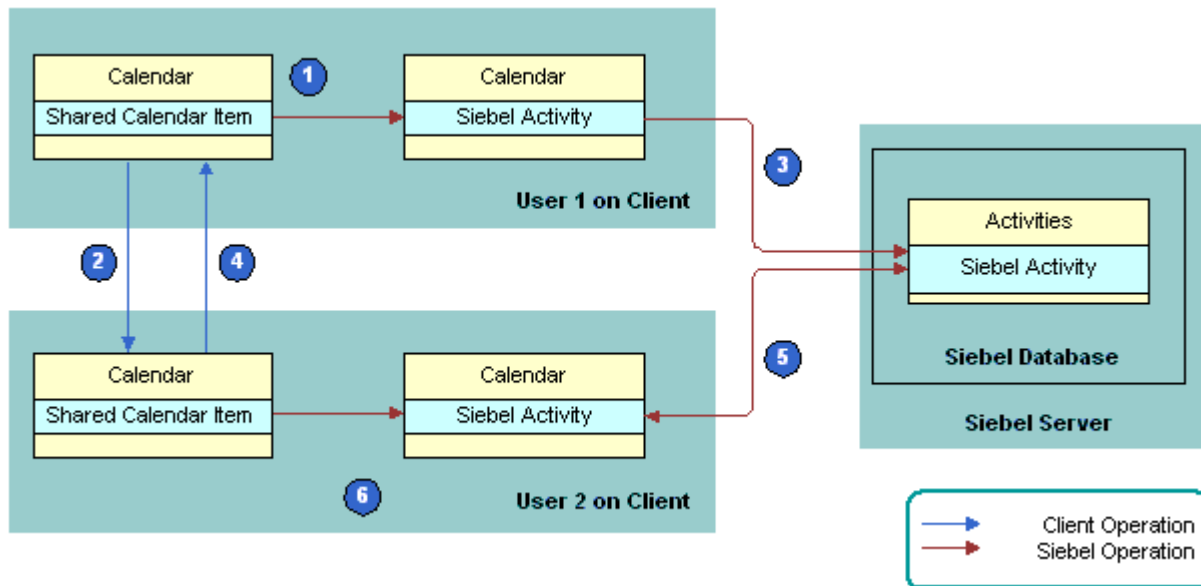 Calendar
Shared Calendar Item
1
Calendar
Siebel Activity
User 1 on Client
3
Activities
Siebel Activity
Siebel Database
Siebel Server
2
4
5
Calendar
Shared Calendar Item
Calendar
Siebel Activity
6
User 2 on Client
Client Operation
Siebel Operation